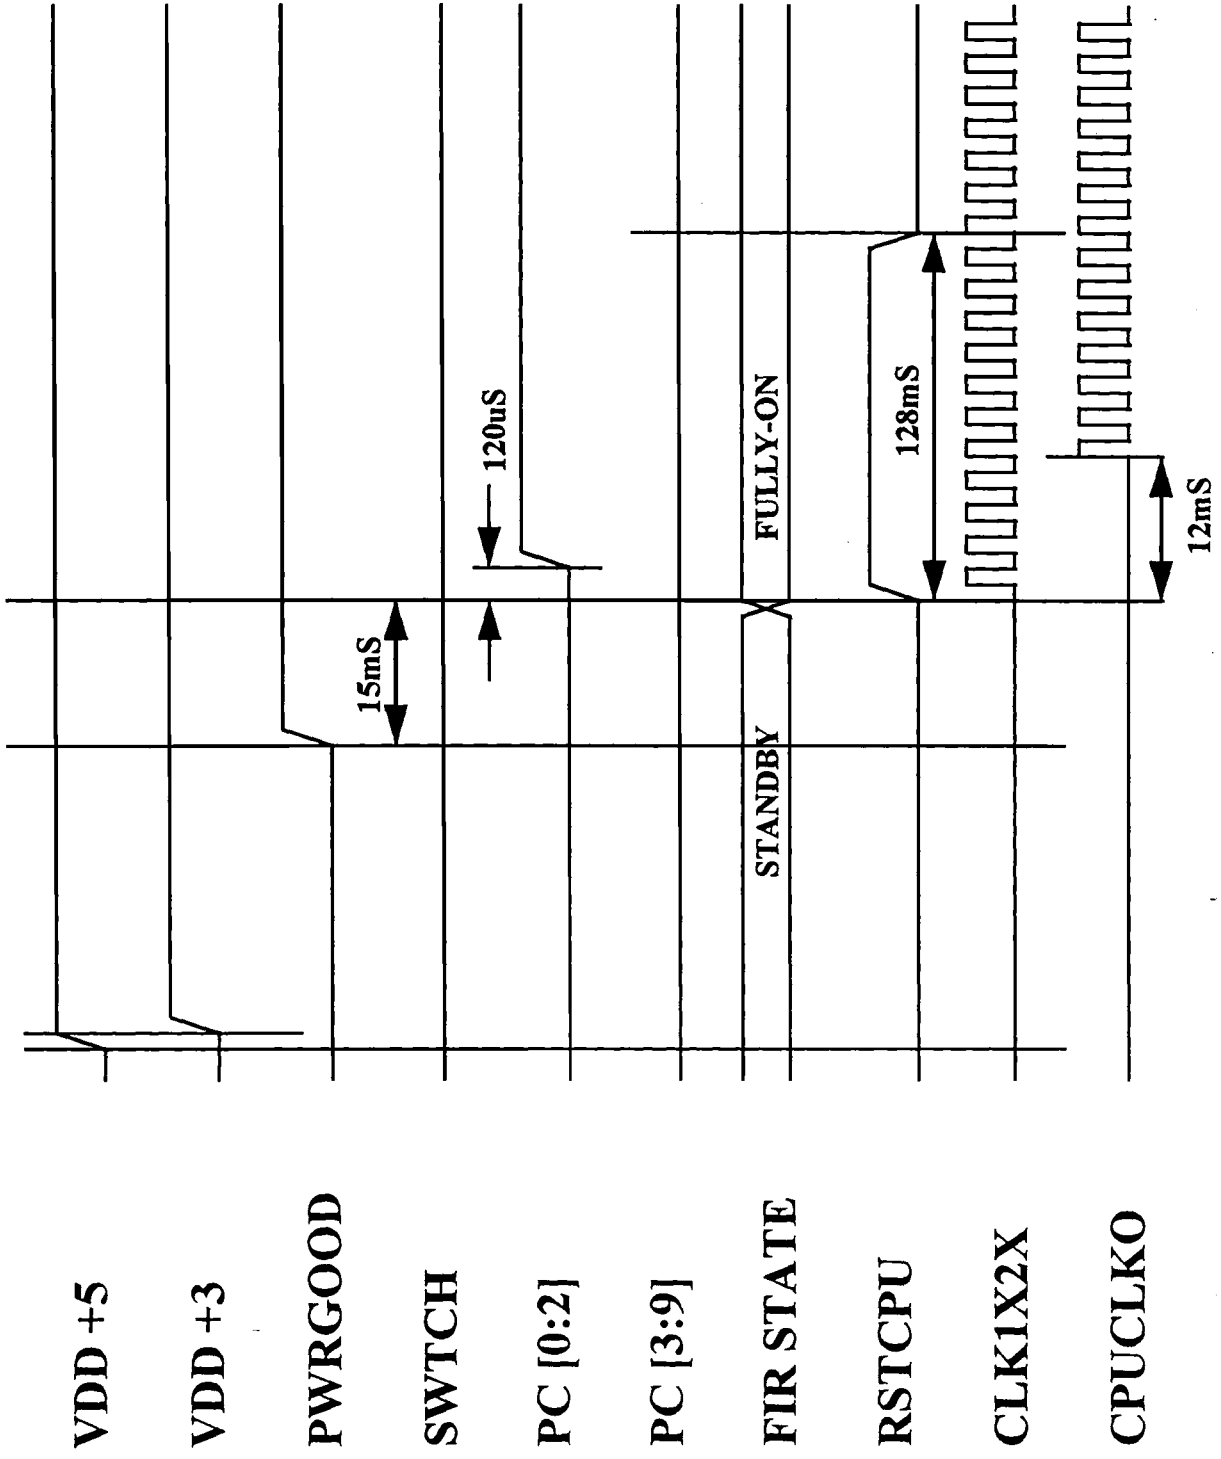 VDD +5
VDD +3
PWRGOOD
15mS
SWTCH
120uS
PC [0:2]
PC [3:9]
FIR STATE
STANDBY
FULLY-ON
RSTCPU
128mS
CLK1X2X
CPUCLKO
12mS